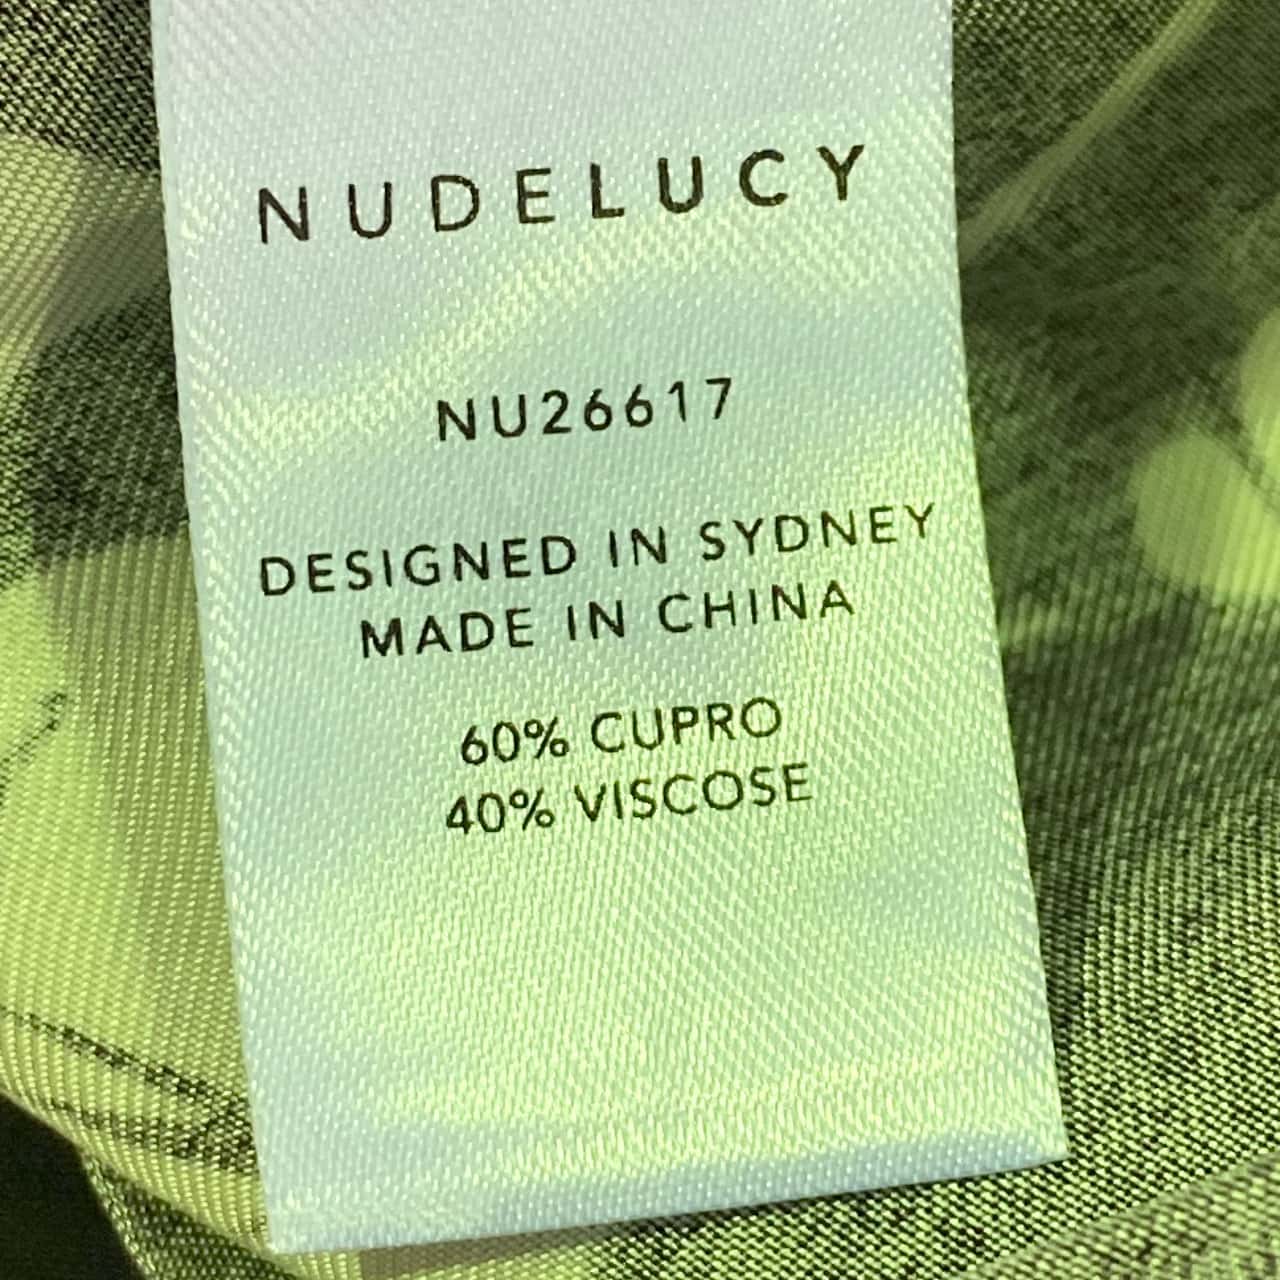 NUDELUCY
NU26617
DESIGNED IN SYDNEY
MADE IN CHINA
60% CUPRO
40% VISCOSE